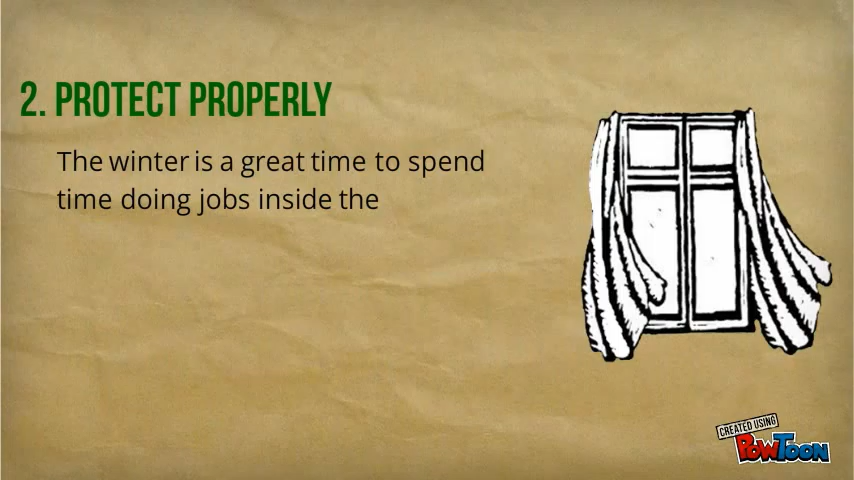 2. PROTECT PROPERLY
The winter is a great time to spend
time doing jobs inside the
CREATED USING
POWTOON